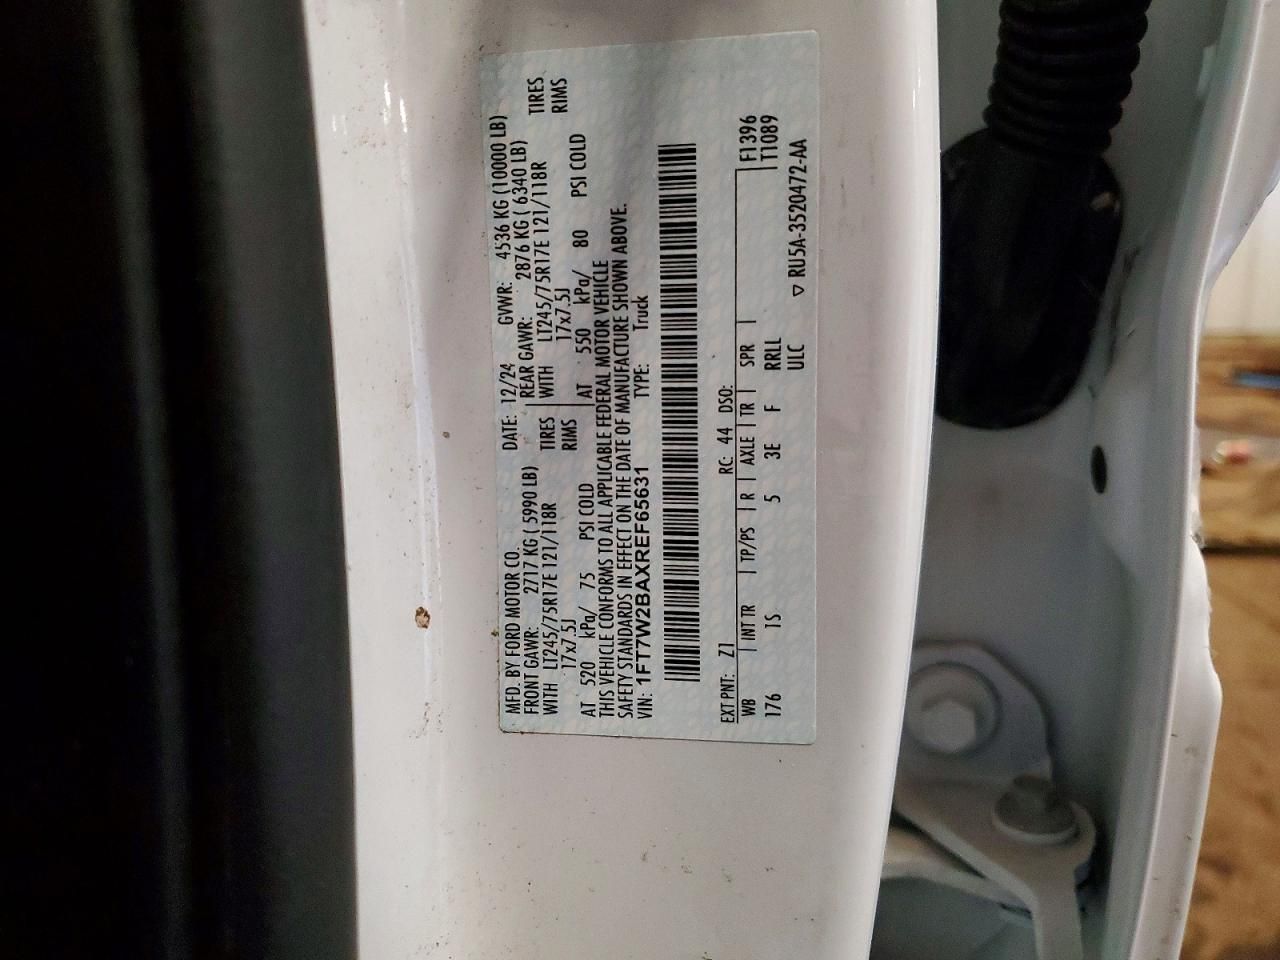 MFD. BY FORD MOTOR CO. DATE: 12/24 GVWR: 4536 KG (10000 LB)
FRONT GAWR: 2717 KG ( 5990 LB) REAR GAWR: 2876 KG ( 6340 LB)
WITH LT245/75R17E 121/118R TIRES WITH LT245/75R17E 121/118R TIRES
17x7.5J RIMS 17x7.5J RIMS
AT 520 kPa/ 75 PSI COLD AT 550 kPa/ 80 PSI COLD
THIS VEHICLE CONFORMS TO ALL APPLICABLE FEDERAL MOTOR VEHICLE
SAFETY STANDARDS IN EFFECT ON THE DATE OF MANUFACTURE SHOWN ABOVE.
VIN: 1FT7W2BAXREF65631 TYPE: Truck
EXT PNT: Z1 RC: 44 DSO:
WB INT TR TP/PS R AXLE TR SPR F1396
176 1S 5 3E F RRLL T1089
ULC ▽ RU5A-3520472-AA